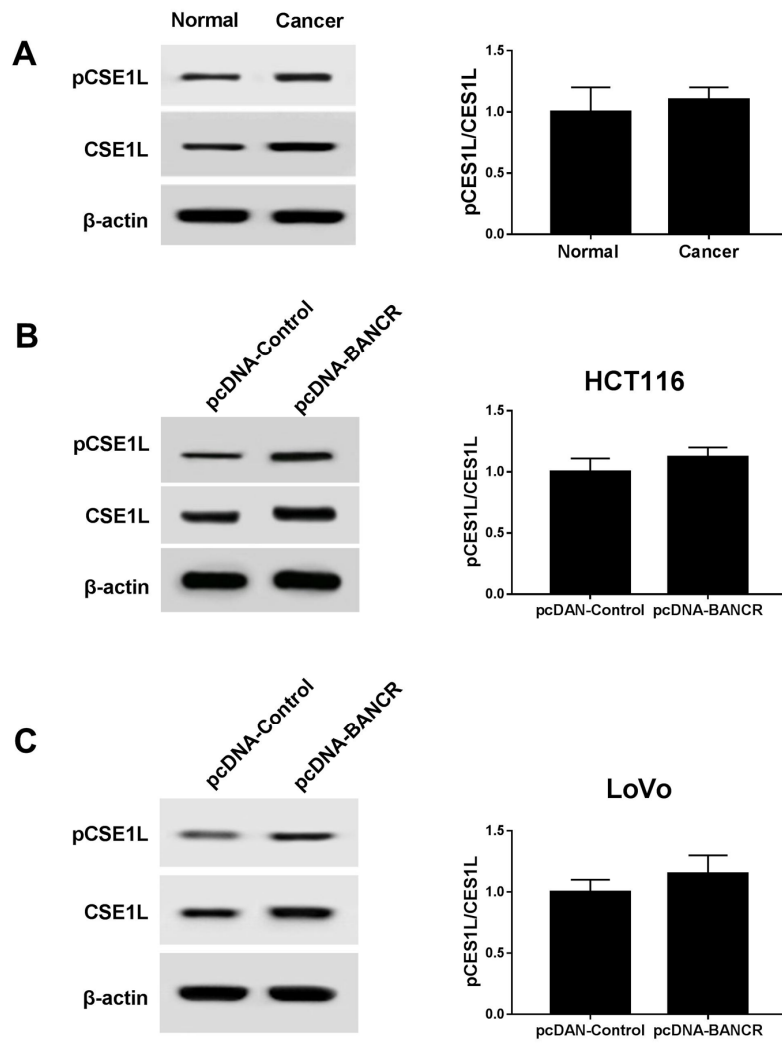 Normal Cancer
A
pCSE1L
CSE1L
β-actin
pCES1L/CES1L
1.5
1.0
0.5
0.0
Normal Cancer
B
pcDNA-Control pcDNA-BANCR
pCSE1L
CSE1L
β-actin
HCT116
pCES1L/CES1L
1.5
1.0
0.5
0.0
pcDAN-Control pcDNA-BANCR
C
pcDNA-Control pcDNA-BANCR
pCSE1L
CSE1L
β-actin
LoVo
pCES1L/CES1L
1.5
1.0
0.5
0.0
pcDAN-Control pcDNA-BANCR